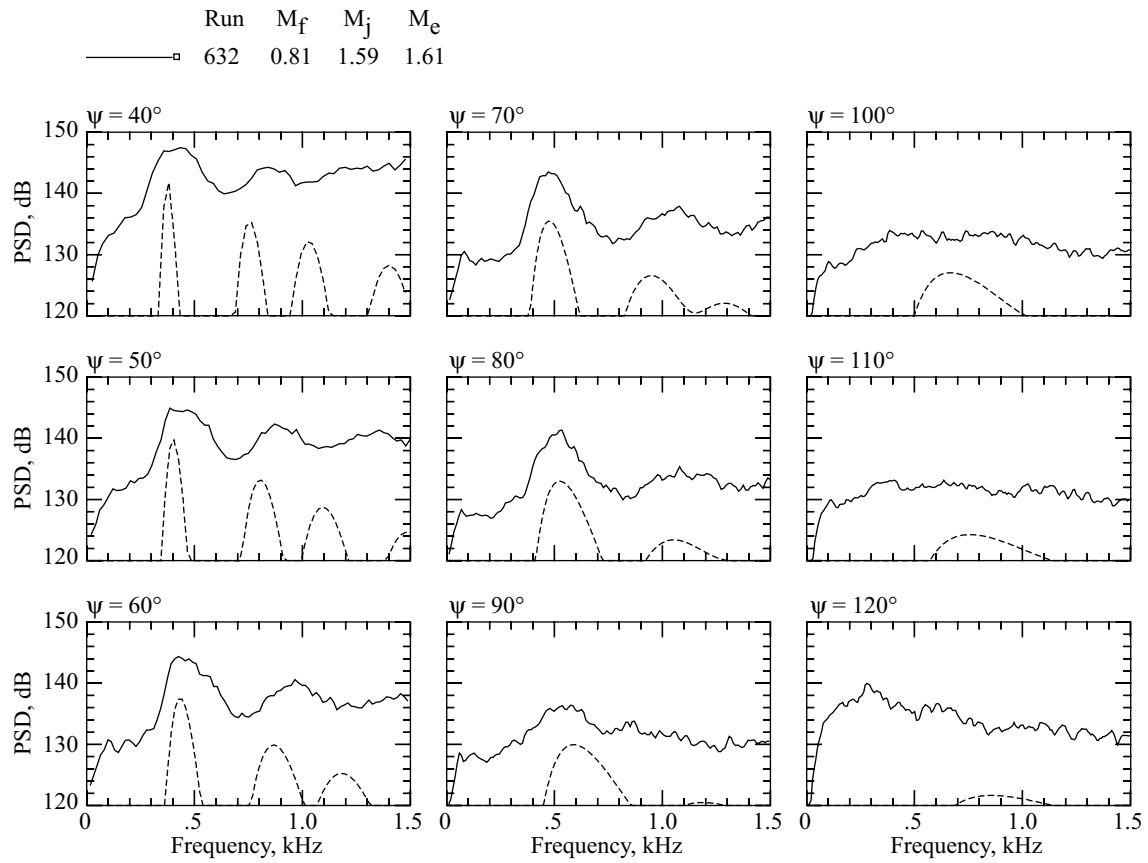 Run M_f M_j M_e
632 0.81 1.59 1.61
ψ = 40° ψ = 70° ψ = 100°
150
140
130
120
PSD, dB
ψ = 50° ψ = 80° ψ = 110°
150
140
130
120
PSD, dB
ψ = 60° ψ = 90° ψ = 120°
150
140
130
120
PSD, dB
0 .5 1.0 1.5 0 .5 1.0 1.5 0 .5 1.0 1.5
Frequency, kHz Frequency, kHz Frequency, kHz